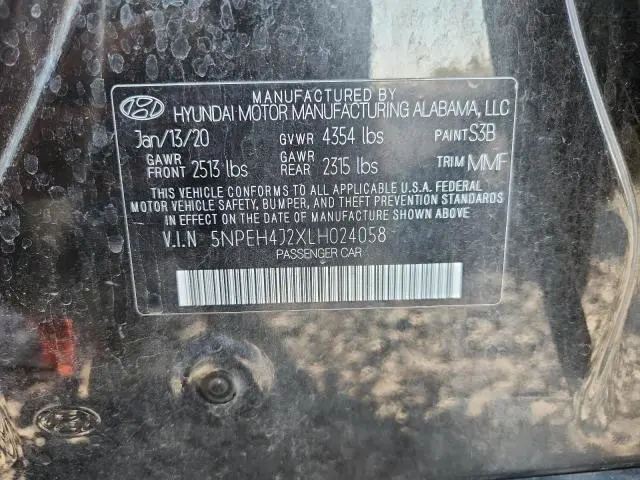 MANUFACTURED BY
HYUNDAI MOTOR MANUFACTURING ALABAMA, LLC
Jan/13/20 GVWR 4354 lbs PAINT S3B
GAWR FRONT 2513 lbs GAWR REAR 2315 lbs TRIM MMF
THIS VEHICLE CONFORMS TO ALL APPLICABLE U.S.A. FEDERAL
MOTOR VEHICLE SAFETY, BUMPER, AND THEFT PREVENTION STANDARDS
IN EFFECT ON THE DATE OF MANUFACTURE SHOWN ABOVE
V.I.N 5NPEH4J2XLH024058
PASSENGER CAR